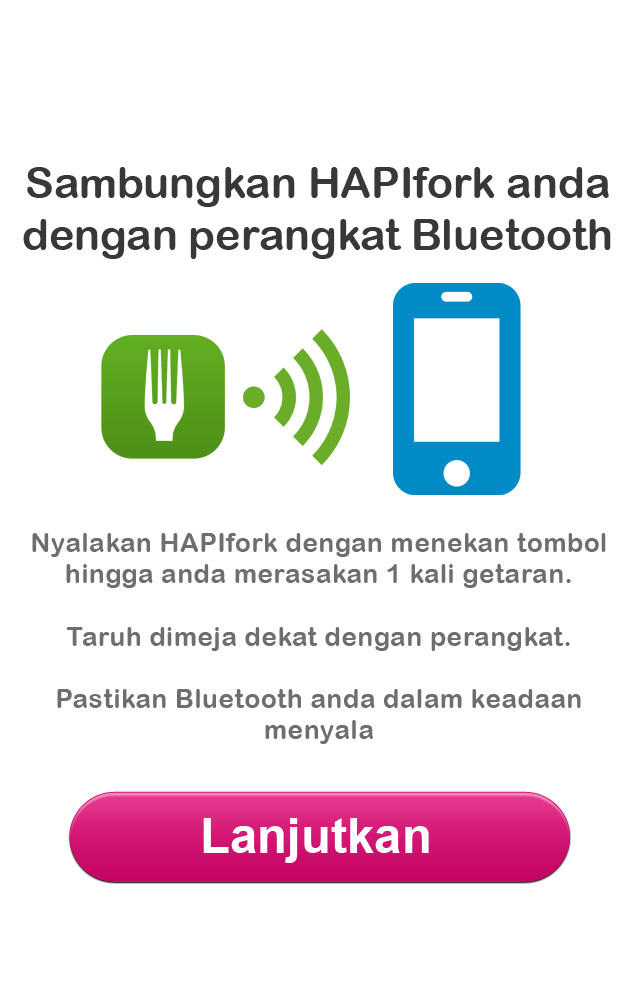 Sambungkan HAPIfork anda
dengan perangkat Bluetooth
Nyalakan HAPIfork dengan menekan tombol
hingga anda merasakan 1 kali getaran.
Taruh dimeja dekat dengan perangkat.
Pastikan Bluetooth anda dalam keadaan
menyala
Lanjutkan